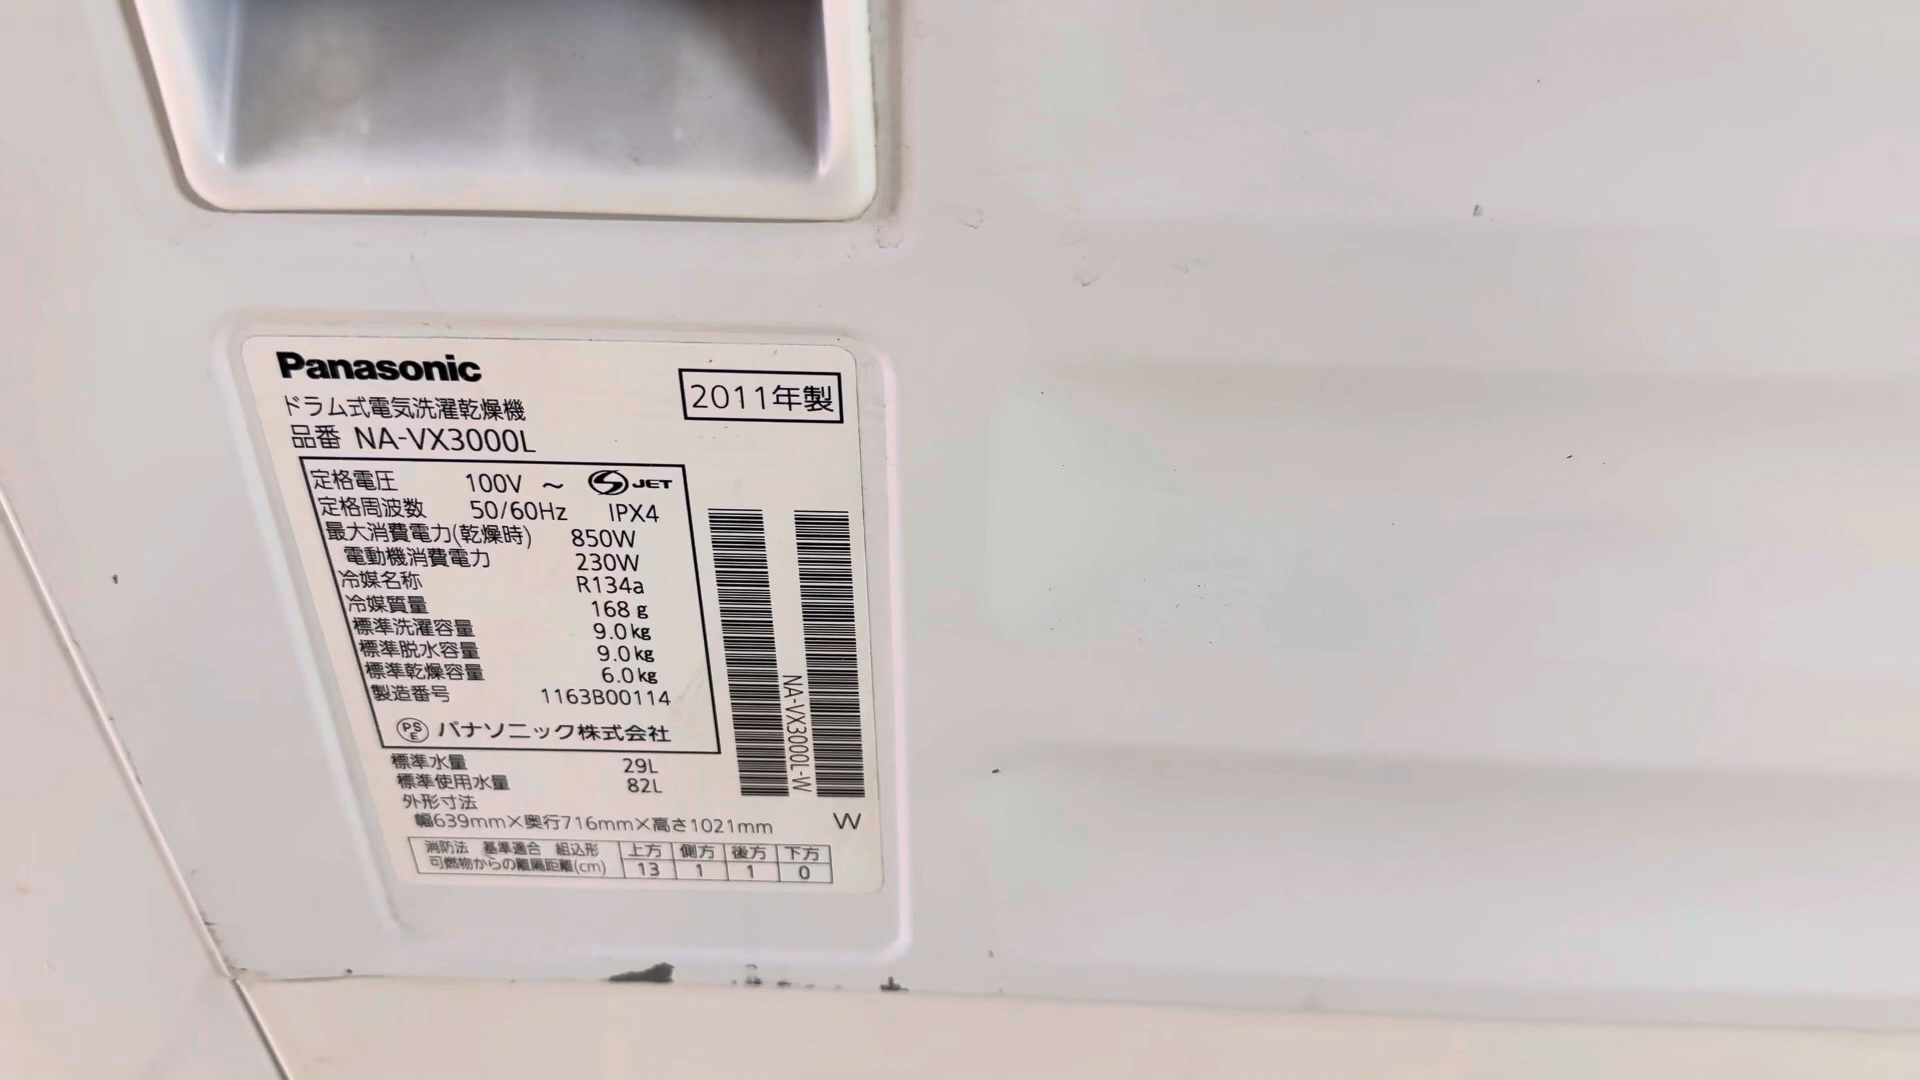 Panasonic
2011年製
ドラム式電気洗濯乾燥機
品番 NA-VX3000L
定格電圧 100V ～ S JET
定格周波数 50/60Hz IPX4
最大消費電力(乾燥時) 850W
電動機消費電力 230W
冷媒名称 R134a
冷媒質量 168g
標準洗濯容量 9.0kg
標準脱水容量 9.0kg
標準乾燥容量 6.0kg
製造番号 1163B00114
PSE パナソニック株式会社
標準水量 29L
標準使用水量 82L
外形寸法
幅639mm×奥行716mm×高さ1021mm
NA-VX3000L-W
W
消防法 基準適合 組込形 上方 側方 後方 下方
可燃物からの離隔距離(cm) 13 1 1 0